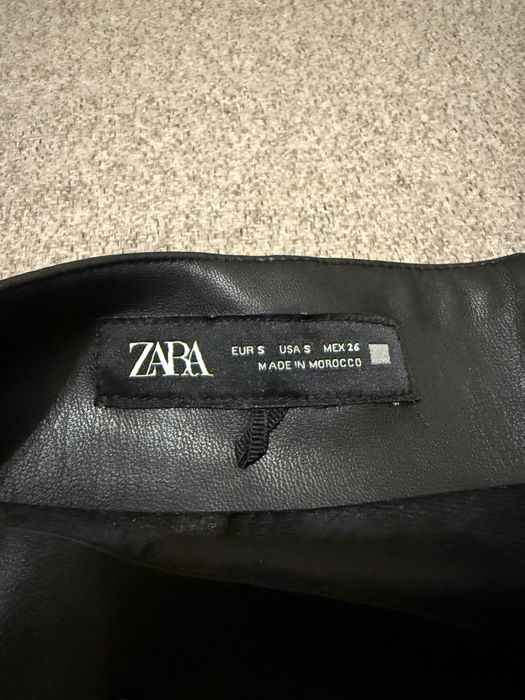 ZARA
EUR S USA S MEX 26
MADE IN MOROCCO